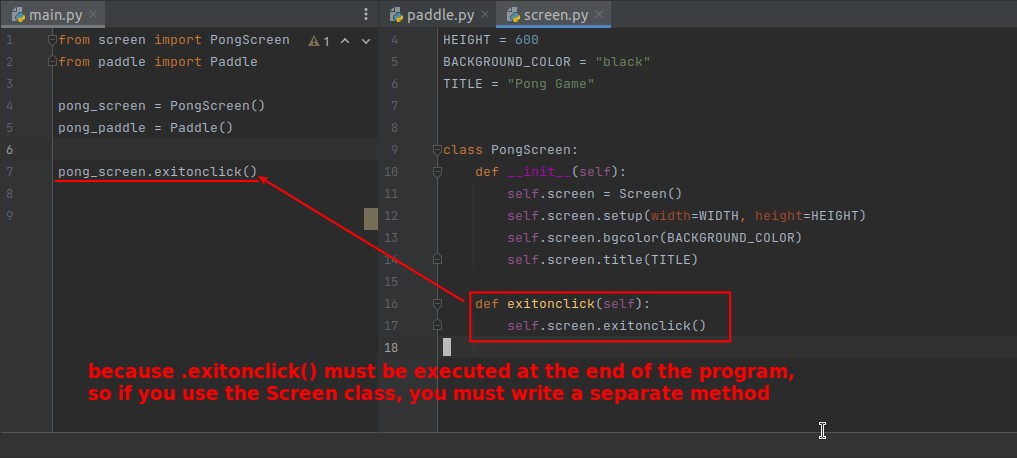 main.py
1 from screen import PongScreen 1
2 from paddle import Paddle
3
4 pong_screen = PongScreen()
5 pong_paddle = Paddle()
6
7 pong_screen.exitonclick()
8
9
paddle.py screen.py
4 HEIGHT = 600
5 BACKGROUND_COLOR = "black"
6 TITLE = "Pong Game"
7
8
9 class PongScreen:
10 def __init__(self):
11 self.screen = Screen()
12 self.screen.setup(width=WIDTH, height=HEIGHT)
13 self.screen.bgcolor(BACKGROUND_COLOR)
14 self.screen.title(TITLE)
15
16 def exitonclick(self):
17 self.screen.exitonclick()
18
because .exitonclick() must be executed at the end of the program,
so if you use the Screen class, you must write a separate method